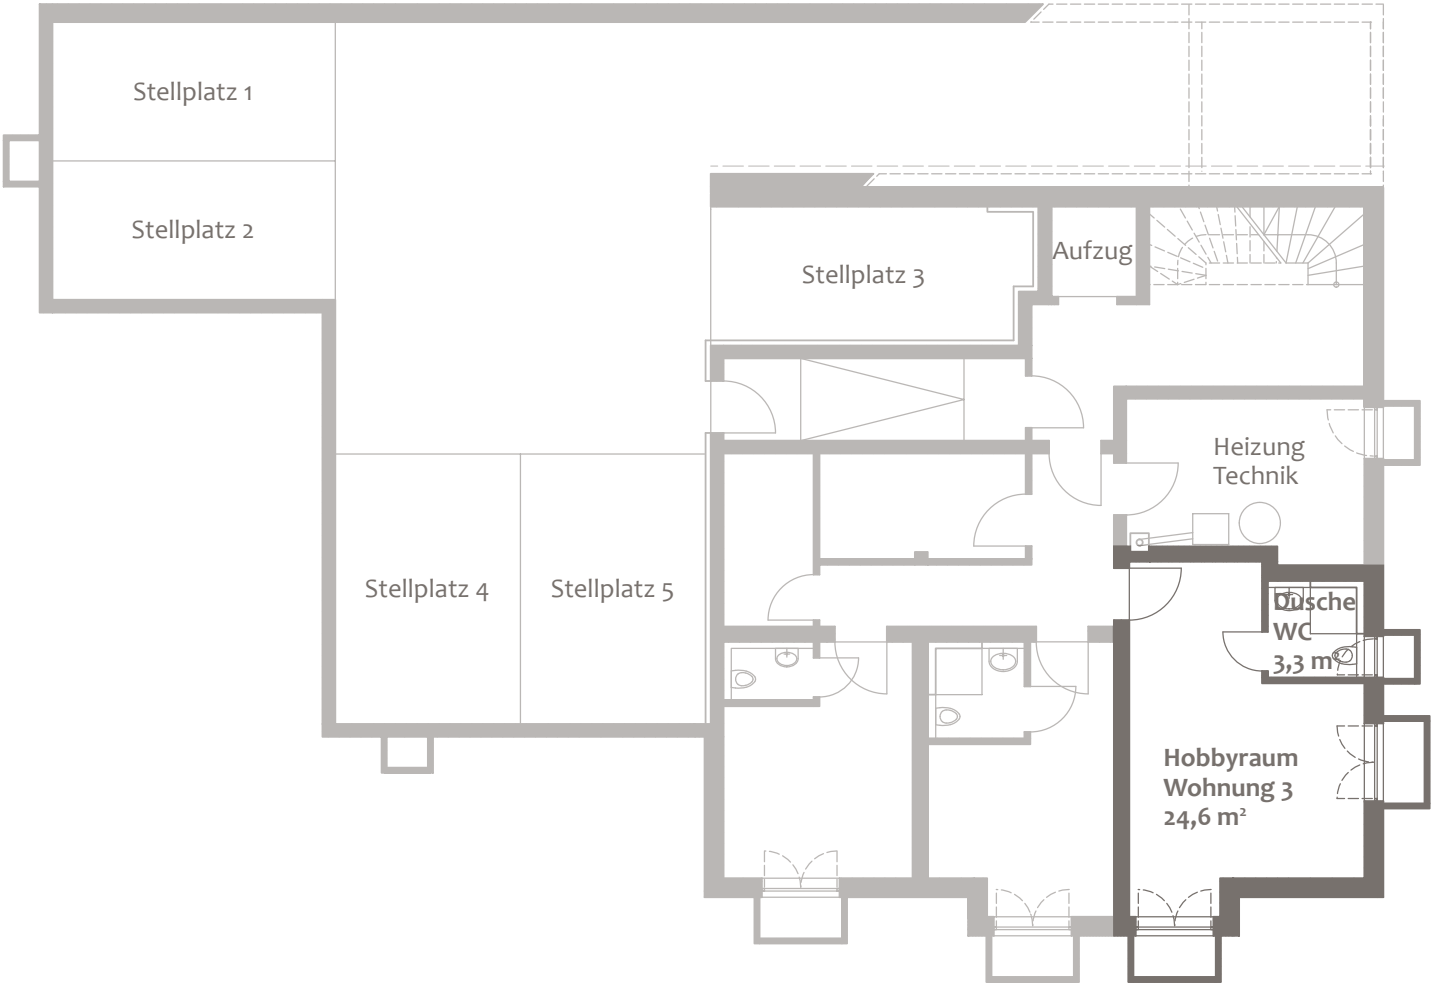 Stellplatz 1
Stellplatz 2
Stellplatz 3
Aufzug
Heizung
Technik
Stellplatz 4
Stellplatz 5
Dusche
WC
3,3 m²
Hobbyraum
Wohnung 3
24,6 m²